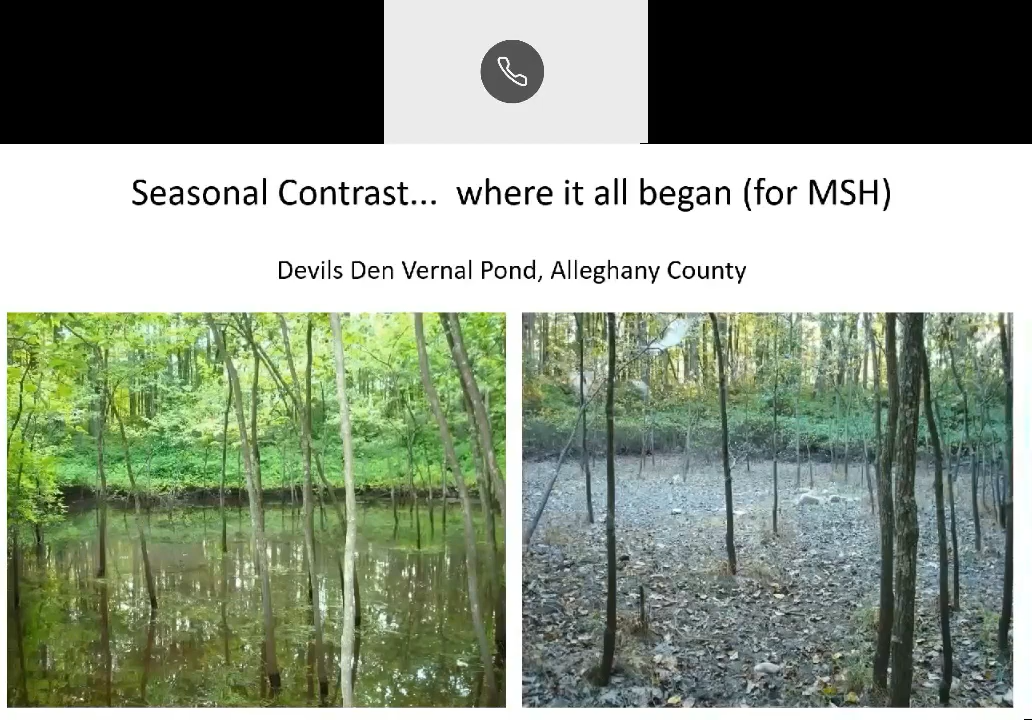 Seasonal Contrast...  where it all began (for MSH)
Devils Den Vernal Pond, Alleghany County